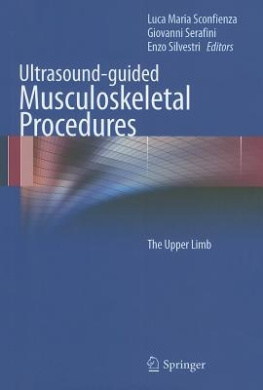 Luca Maria Sconfienza
Giovanni Serafini
Enzo Silvestri Editors
Ultrasound-guided
Musculoskeletal
Procedures
The Upper Limb
Springer